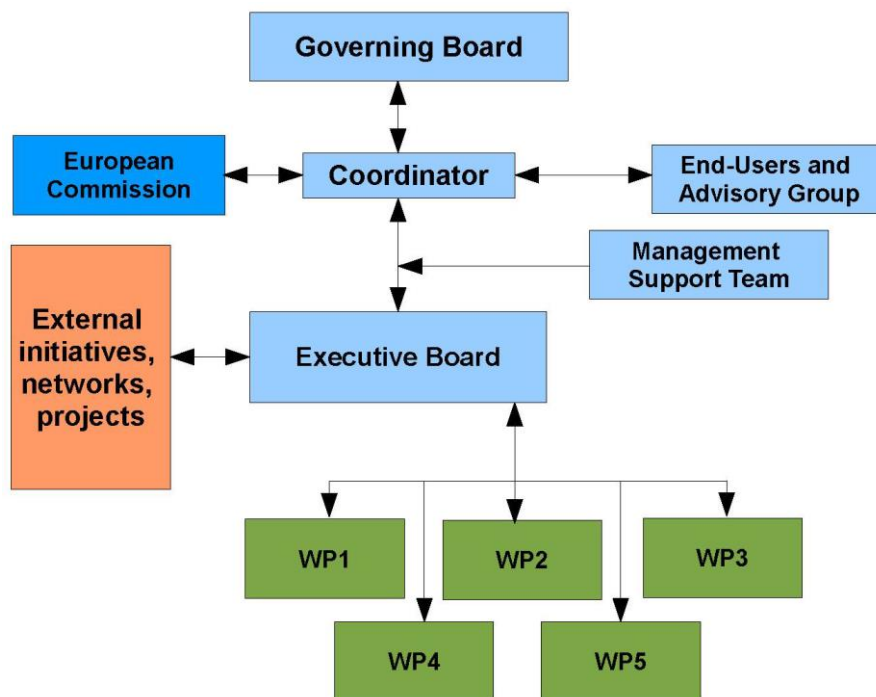 Governing Board
European
Commission
Coordinator
End-Users and
Advisory Group
Management
Support Team
External
initiatives,
networks,
projects
Executive Board
WP1
WP2
WP3
WP4
WP5